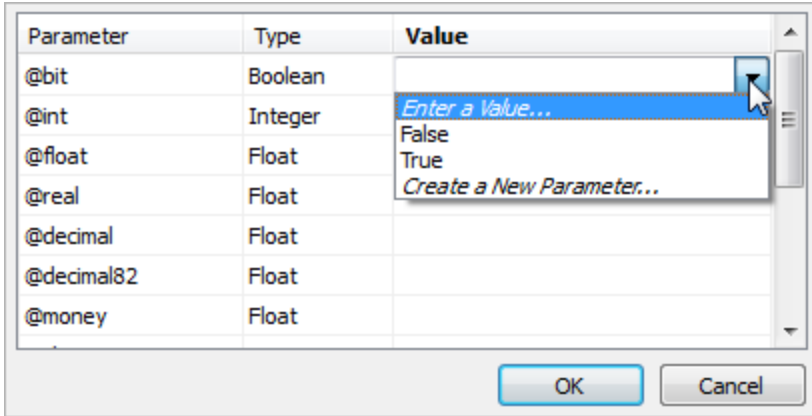 Parameter Type Value
@bit Boolean
@int Integer
Enter a Value...
False
True
Create a New Parameter...
@float Float
@real Float
@decimal Float
@decimal82 Float
@money Float
OK Cancel